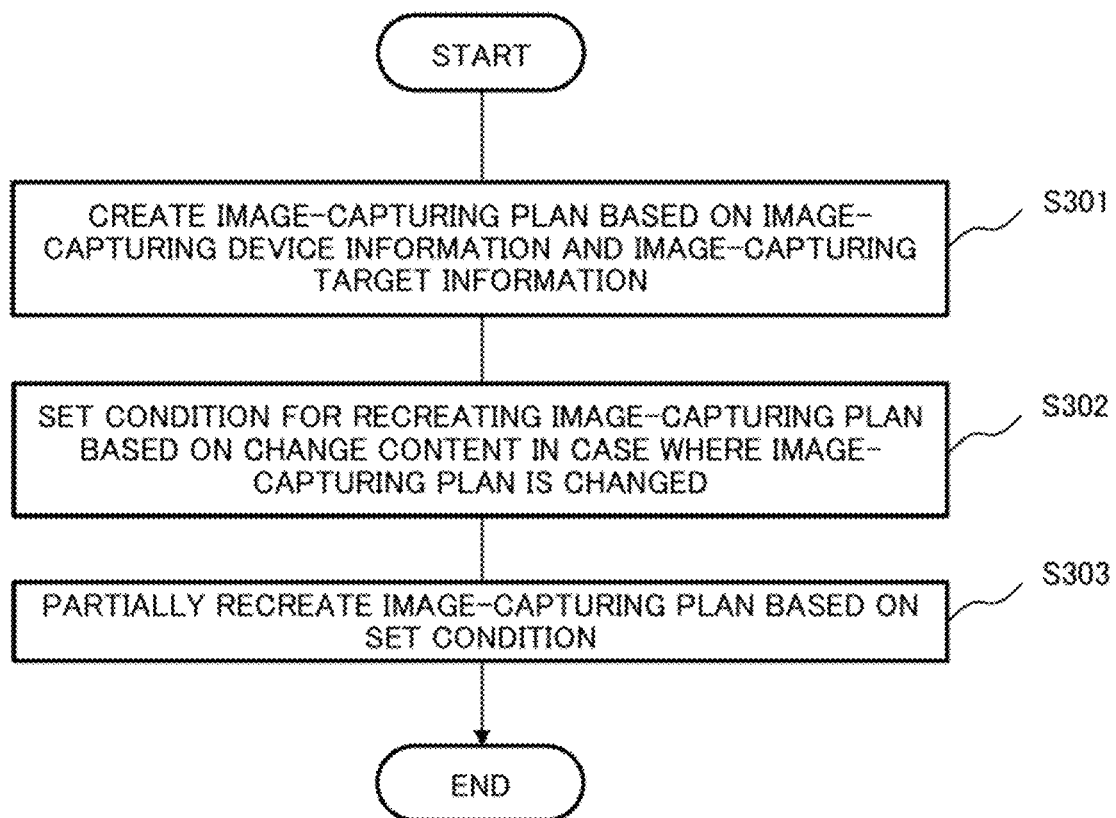 START
CREATE IMAGE-CAPTURING PLAN BASED ON IMAGE-
CAPTURING DEVICE INFORMATION AND IMAGE-CAPTURING
TARGET INFORMATION
S301
SET CONDITION FOR RECREATING IMAGE-CAPTURING PLAN
BASED ON CHANGE CONTENT IN CASE WHERE IMAGE-
CAPTURING PLAN IS CHANGED
S302
PARTIALLY RECREATE IMAGE-CAPTURING PLAN BASED ON
SET CONDITION
S303
END